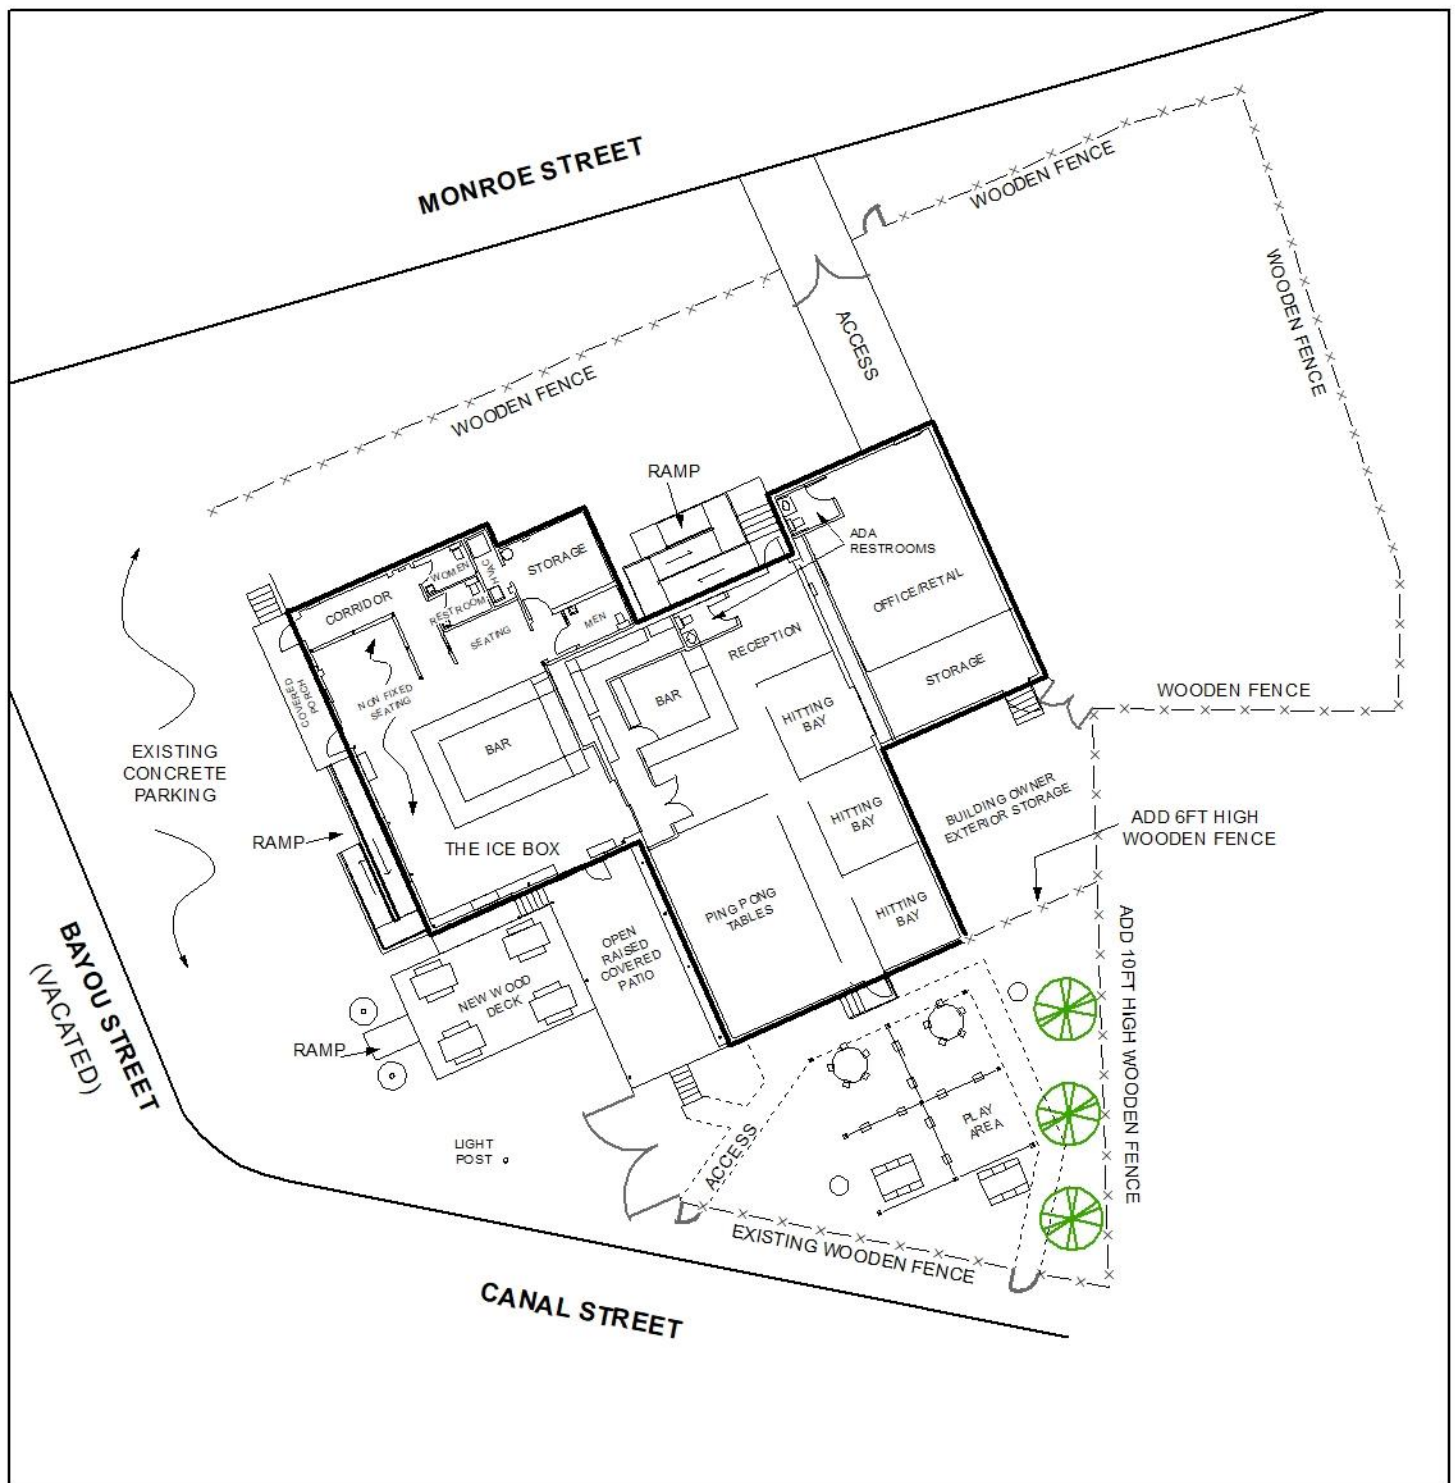 MONROE STREET
WOODEN FENCE
WOODEN FENCE
ACCESS
WOODEN FENCE
RAMP
ADA
RESTROOMS
STORAGE
WOMEN
HVAC
CORRIDOR
RESTROOM
SEATING
MEN
OFFICE/RETAIL
RECEPTION
STORAGE
COVERED
PORCH
NON FIXED
SEATING
BAR
BAR
HITTING
BAY
WOODEN FENCE
EXISTING
CONCRETE
PARKING
HITTING
BAY
BUILDING OWNER
EXTERIOR STORAGE
ADD 6FT HIGH
WOODEN FENCE
RAMP
THE ICE BOX
PING PONG
TABLES
HITTING
BAY
OPEN
RAISED
COVERED
PATIO
NEW WOOD
DECK
BAYOU STREET
(VACATED)
RAMP
ADD 10FT HIGH WOODEN FENCE
PLAY
AREA
LIGHT
POST
ACCESS
EXISTING WOODEN FENCE
CANAL STREET